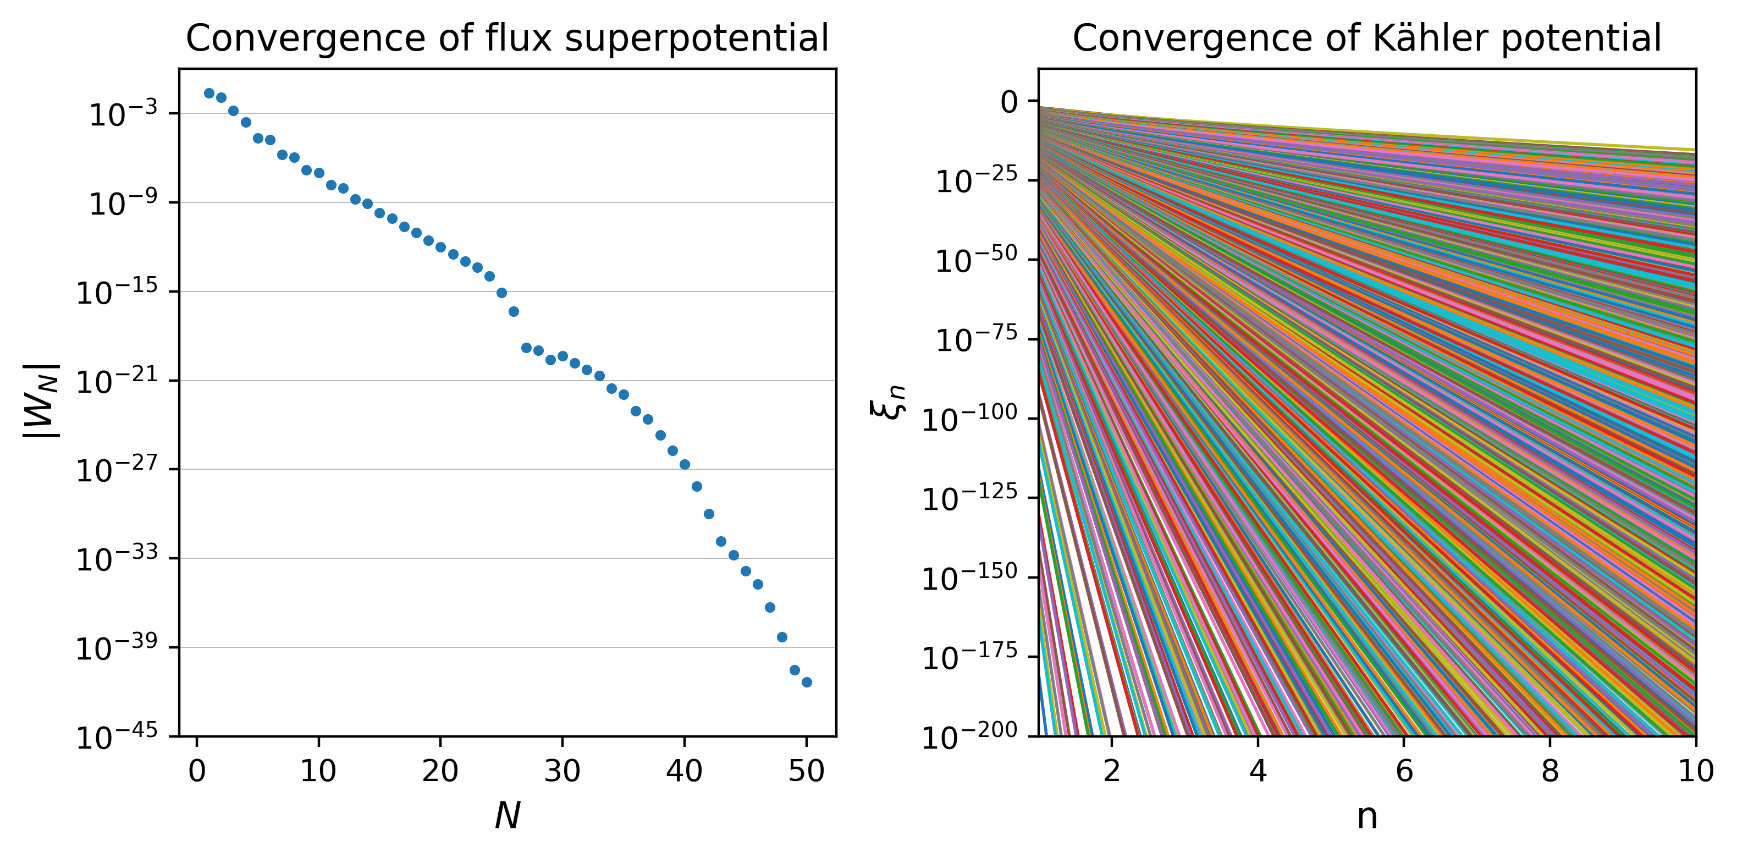 Convergence of flux superpotential
10⁻³
10⁻⁹
10⁻¹⁵
10⁻²¹
10⁻²⁷
10⁻³³
10⁻³⁹
10⁻⁴⁵
|W_N|
0 10 20 30 40 50
N
Convergence of Kähler potential
0
10⁻²⁵
10⁻⁵⁰
10⁻⁷⁵
10⁻¹⁰⁰
10⁻¹²⁵
10⁻¹⁵⁰
10⁻¹⁷⁵
10⁻²⁰⁰
ξ_n
2 4 6 8 10
n